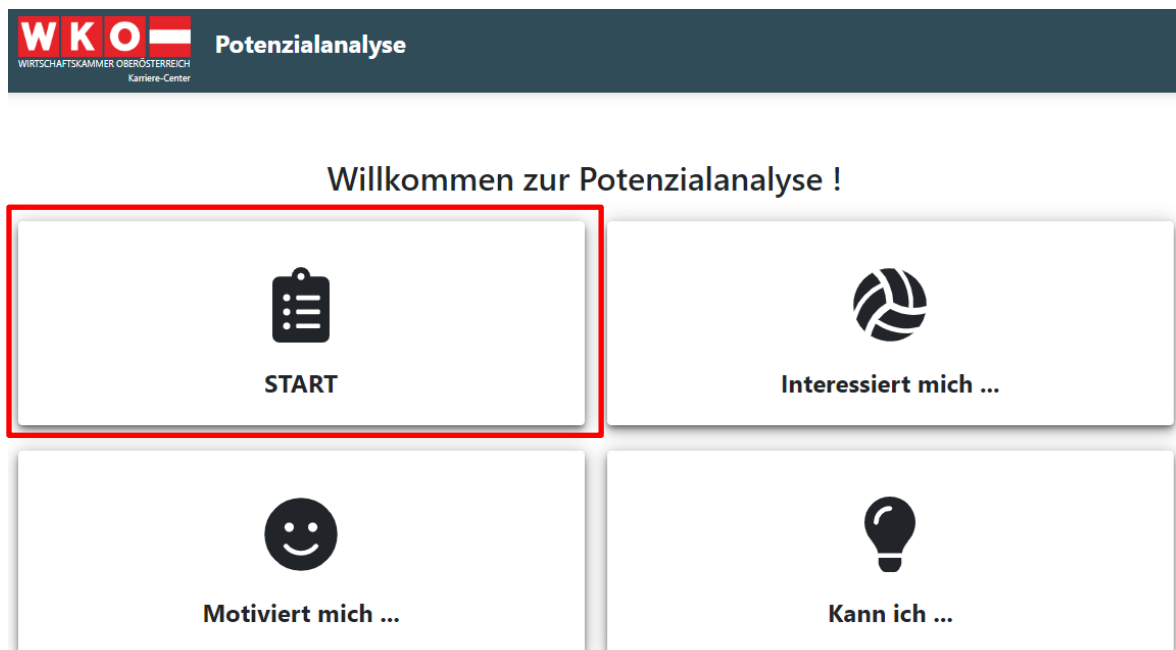 WKO
WIRTSCHAFTSKAMMER OBERÖSTERREICH
Karriere-Center
Potenzialanalyse
Willkommen zur Potenzialanalyse !
START
Interessiert mich ...
Motiviert mich ...
Kann ich ...